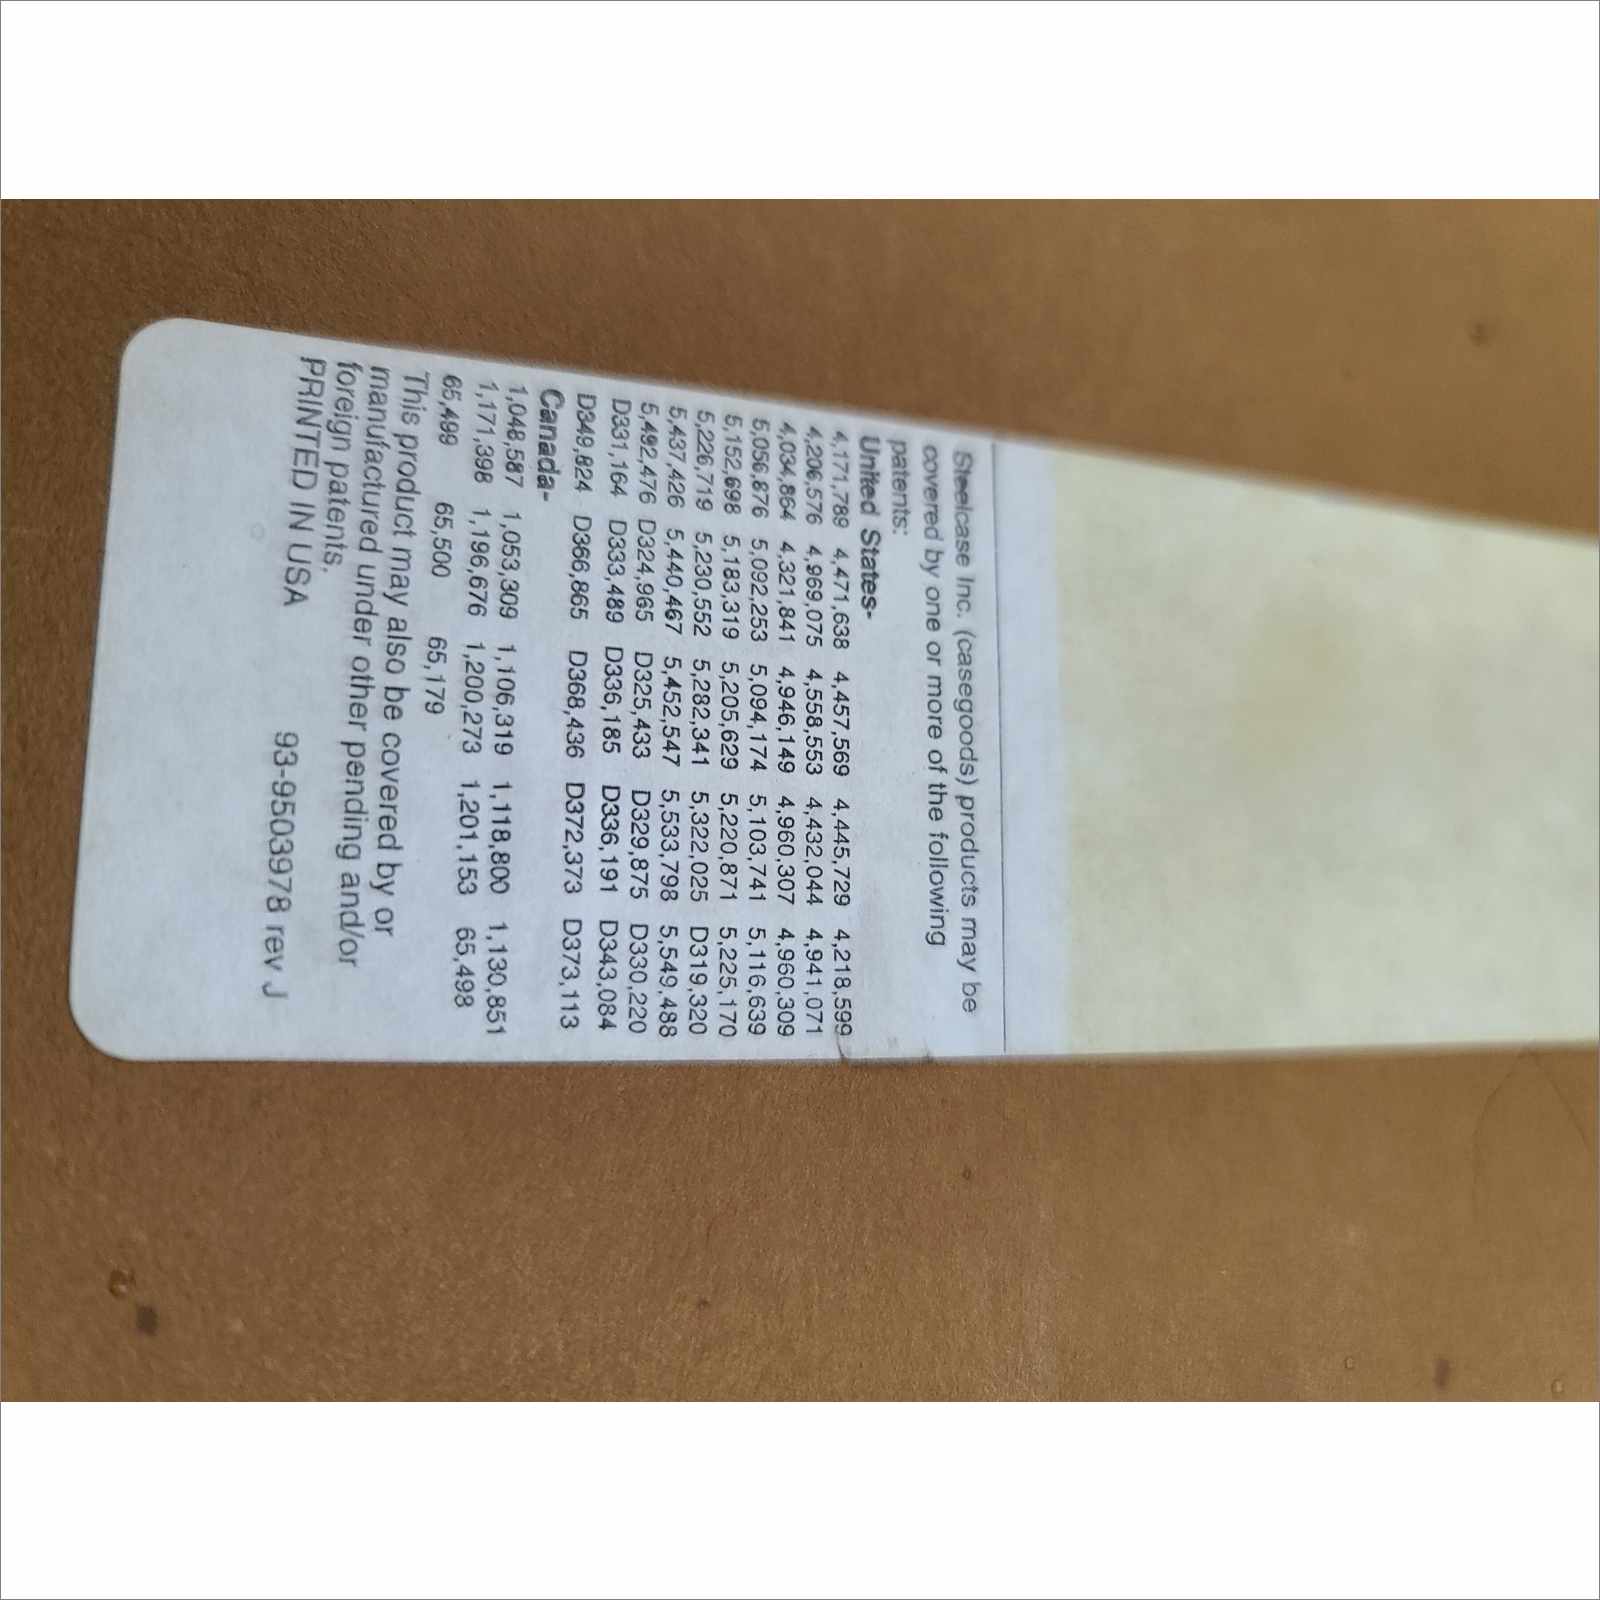 Steelcase Inc. (casegoods) products may be
covered by one or more of the following
patents:
United States-
4,171,789 4,471,638 4,457,569 4,445,729 4,218,599
4,206,576 4,969,075 4,558,553 4,432,044 4,941,071
4,034,864 4,321,841 4,946,149 4,960,307 4,960,309
5,056,876 5,092,253 5,094,174 5,103,741 5,116,639
5,152,698 5,183,319 5,205,629 5,220,871 5,225,170
5,226,719 5,230,552 5,282,341 5,322,025 D319,320
5,437,426 5,440,467 5,452,547 5,533,798 5,549,488
5,492,476 D324,965 D325,433 D329,875 D330,220
D331,164 D333,489 D336,185 D336,191 D343,084
D349,824 D366,865 D368,436 D372,373 D373,113
Canada-
1,048,587 1,053,309 1,106,319 1,118,800 1,130,851
1,171,398 1,196,676 1,200,273 1,201,153 65,498
65,499 65,500 65,179
This product may also be covered by or
manufactured under other pending and/or
foreign patents.
PRINTED IN USA 93-9503978 rev J